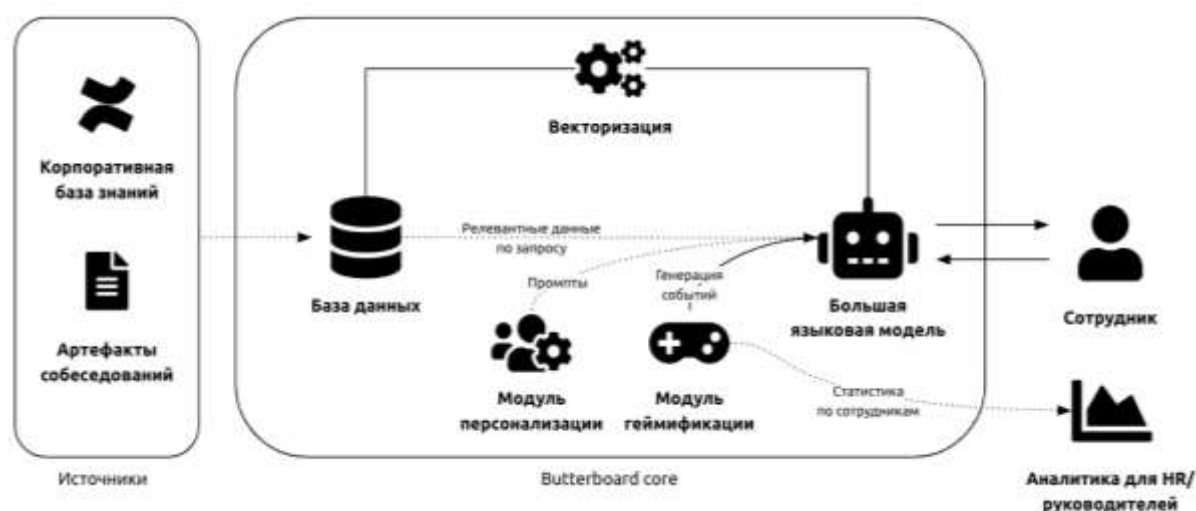 Векторизация
Корпоративная
база знаний
Релевантные данные
по запросу
Промпты
Генерация
событий
База данных
Большая
языковая модель
Сотрудник
Артефакты
собеседований
Модуль
персонализации
Модуль
геймификации
Статистика
по сотрудникам
Источники
Butterboard core
Аналитика для HR/
руководителей